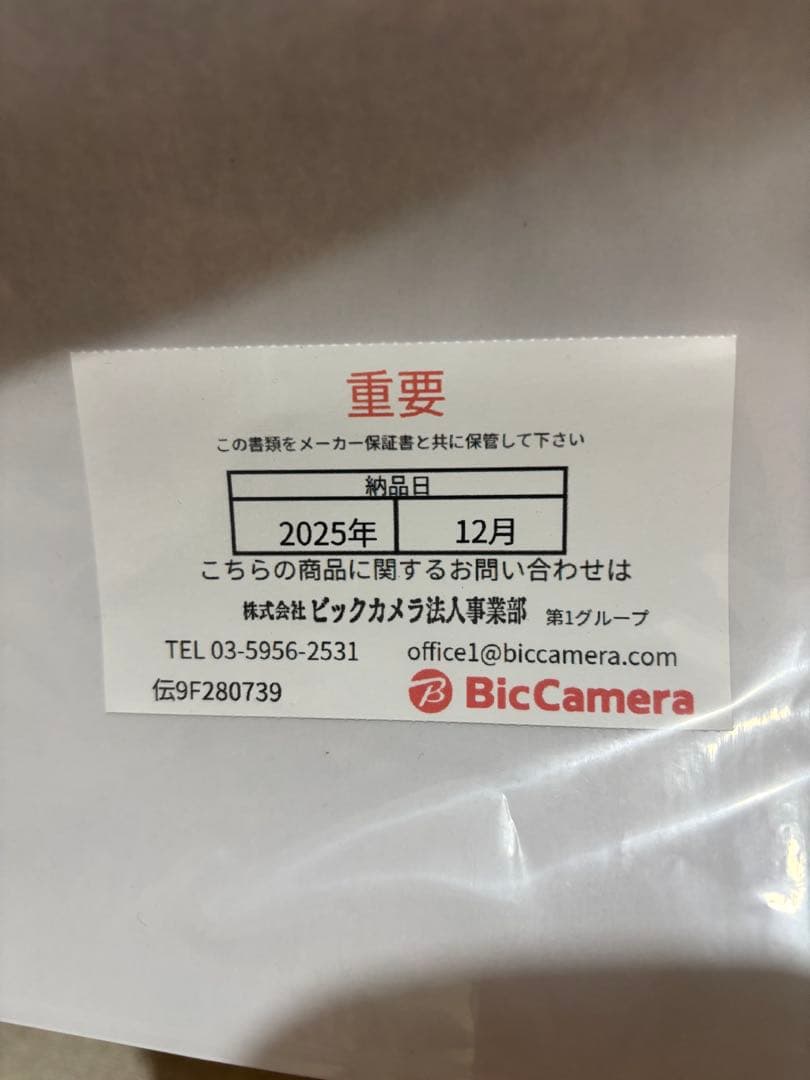 重要
この書類をメーカー保証書と共に保管して下さい
納品日
2025年 12月
こちらの商品に関するお問い合わせは
株式会社 ビックカメラ法人事業部 第1グループ
TEL 03-5956-2531 office1@biccamera.com
伝9F280739 B BicCamera